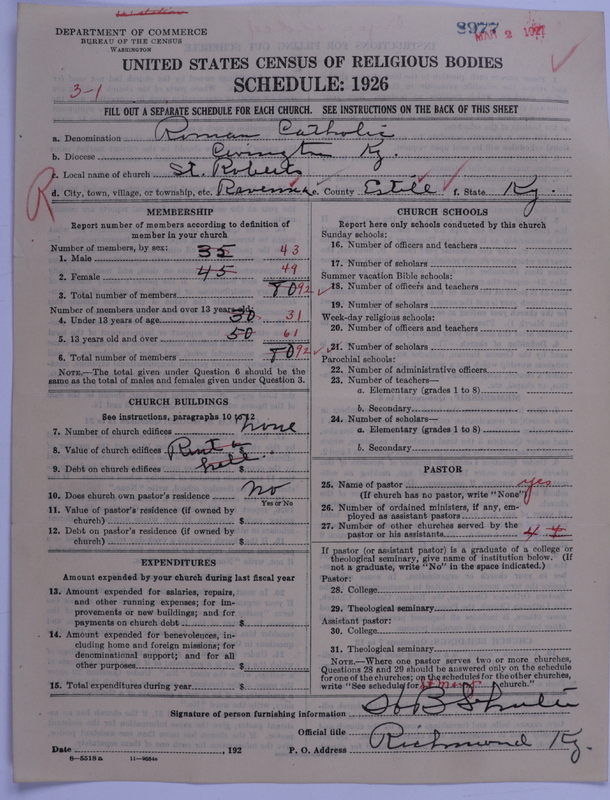 8977
MAR 2 1927
DEPARTMENT OF COMMERCE
BUREAU OF THE CENSUS
WASHINGTON
UNITED STATES CENSUS OF RELIGIOUS BODIES
SCHEDULE: 1926
3-1
FILL OUT A SEPARATE SCHEDULE FOR EACH CHURCH. SEE INSTRUCTIONS ON THE BACK OF THIS SHEET
a. Denomination Roman Catholic
b. Diocese Covington Ky.
c. Local name of church St. Roberts
d. City, town, village, or township, etc. Ravenna e. County Estill f. State Ky.
R
MEMBERSHIP
Report number of members according to definition of
member in your church
Number of members, by sex:
1. Male 35 43
2. Female 45 49
3. Total number of members 80 92
Number of members under and over 13 years old:
4. Under 13 years of age 30 31
5. 13 years old and over 50 61
6. Total number of members 80 92
NOTE.—The total given under Question 6 should be
same as the total of males and females given under Question 3.
CHURCH BUILDINGS
See instructions, paragraphs 10 to 12
7. Number of church edifices none
8. Value of church edifices $ Rent a
9. Debt on church edifices $ hall
10. Does church own pastor's residence No
Yes or No
11. Value of pastor's residence (if owned by
church) $
12. Debt on pastor's residence (if owned by
church) $
EXPENDITURES
Amount expended by your church during last fiscal year
13. Amount expended for salaries, repairs,
and other running expenses; for im-
provements or new buildings; and for
payments on church debt $
14. Amount expended for benevolences, in-
cluding home and foreign missions; for
denominational support; and for all
other purposes $
15. Total expenditures during year $
CHURCH SCHOOLS
Report here only schools conducted by this church
Sunday schools:
16. Number of officers and teachers
17. Number of scholars
Summer vacation Bible schools:
18. Number of officers and teachers
19. Number of scholars
Week-day religious schools:
20. Number of officers and teachers
21. Number of scholars
Parochial schools:
22. Number of administrative officers
23. Number of teachers—
a. Elementary (grades 1 to 8)
b. Secondary
24. Number of scholars—
a. Elementary (grades 1 to 8)
b. Secondary
PASTOR
25. Name of pastor yes
(If church has no pastor, write "None")
26. Number of ordained ministers, if any, em-
ployed as assistant pastors
27. Number of other churches served by the
pastor or his assistants 4 4
If pastor (or assistant pastor) is a graduate of a college or
theological seminary, give name of institution below. (If
not a graduate, write "No" in the space indicated.)
Pastor:
28. College
29. Theological seminary
Assistant pastor:
30. College
31. Theological seminary
NOTE.—Where one pastor serves two or more churches,
Questions 28 and 29 should be answered only on the schedule
for one of the churches; on the schedules for the other churches,
write "See schedule for church."
Signature of person furnishing information
Official title
Date , 192 P. O. Address Richmond Ky.
8—5518a 11—9684a